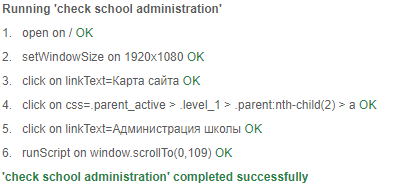 Running 'check school administration'
1. open on / OK
2. setWindowSize on 1920x1080 OK
3. click on linkText=Карта сайта OK
4. click on css=.parent_active > .level_1 > .parent:nth-child(2) > a OK
5. click on linkText=Администрация школы OK
6. runScript on window.scrollTo(0,109) OK
'check school administration' completed successfully